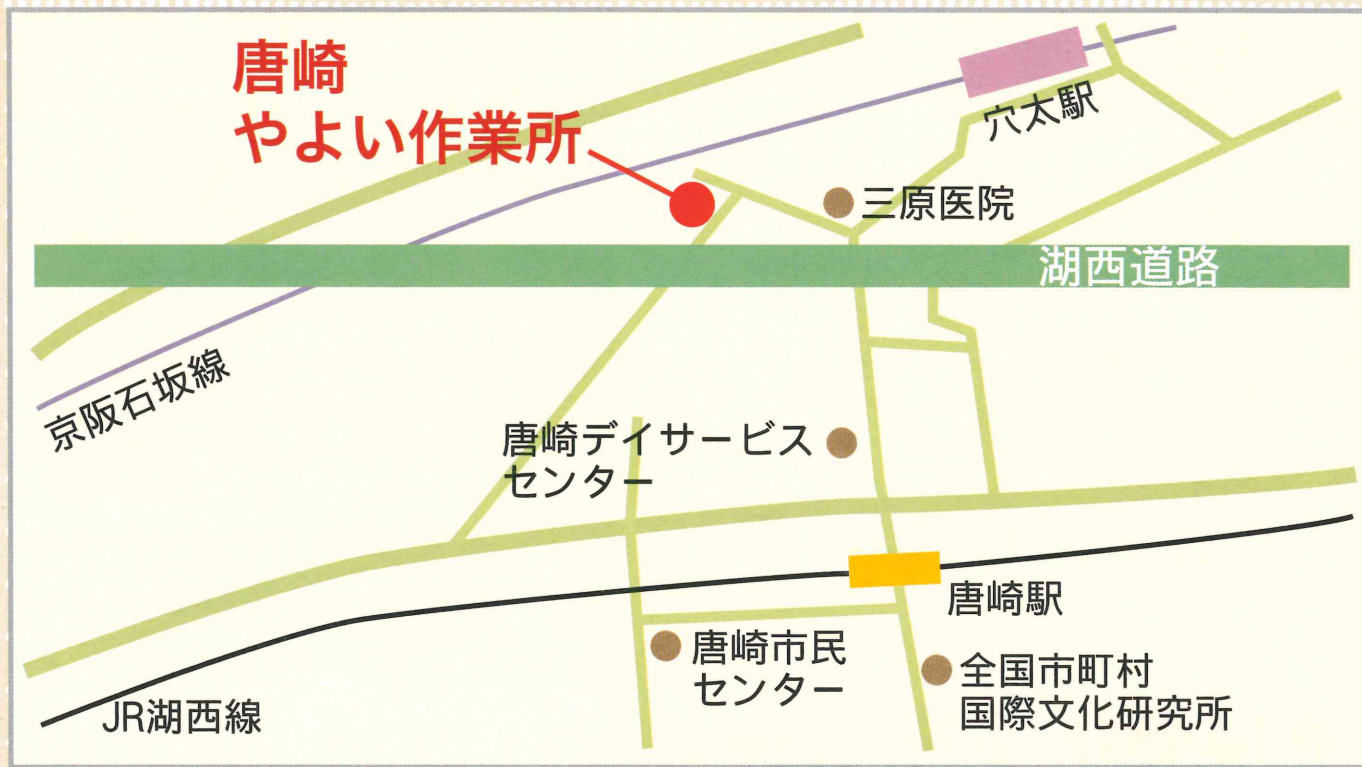 唐崎
やよい作業所
穴太駅
三原医院
湖西道路
京阪石坂線
唐崎デイサービス
センター
唐崎駅
唐崎市民
センター
全国市町村
国際文化研究所
JR湖西線